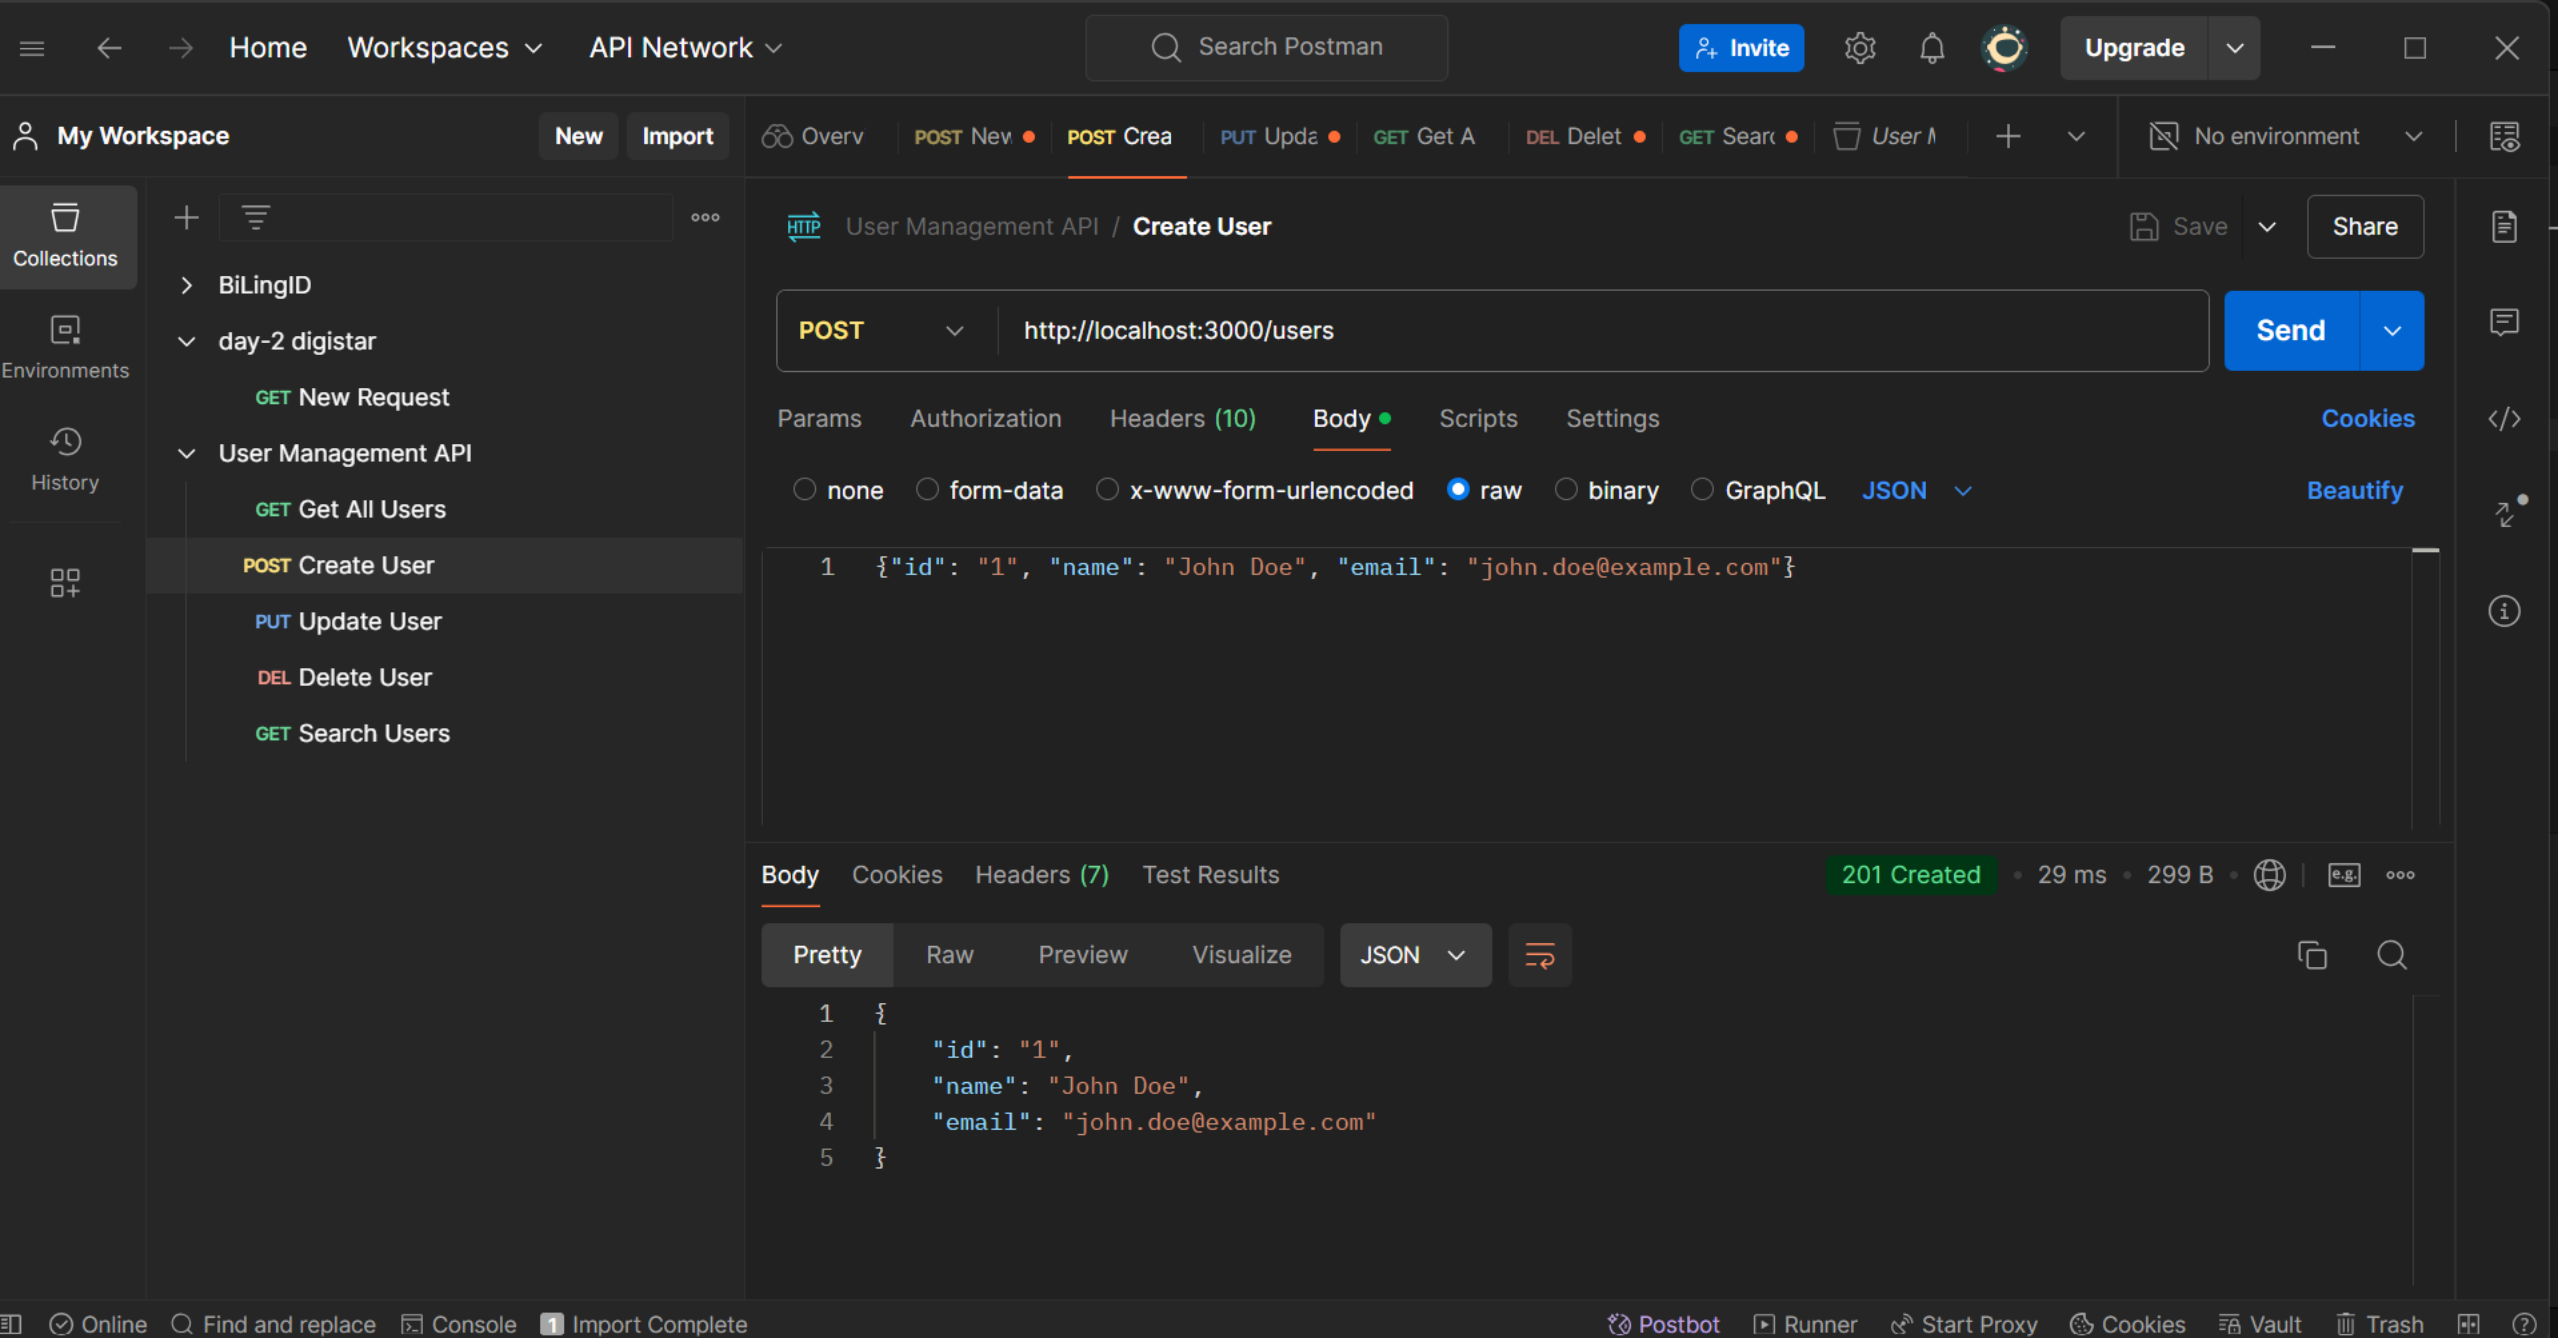 Home Workspaces API Network Search Postman Invite Upgrade
My Workspace New Import
Overv POST New POST Crea PUT Upda GET Get A DEL Delet GET Searc User M No environment
Collections
Environments
History
BiLingID
day-2 digistar
GET New Request
User Management API
GET Get All Users
POST Create User
PUT Update User
DEL Delete User
GET Search Users
HTTP User Management API / Create User Save Share
POST http://localhost:3000/users Send
Params Authorization Headers (10) Body Scripts Settings Cookies
none form-data x-www-form-urlencoded raw binary GraphQL JSON Beautify
1 {"id": "1", "name": "John Doe", "email": "john.doe@example.com"}
Body Cookies Headers (7) Test Results 201 Created • 29 ms • 299 B • e.g.
Pretty Raw Preview Visualize JSON
1 {
2 "id": "1",
3 "name": "John Doe",
4 "email": "john.doe@example.com"
5 }
Online Find and replace Console 1 Import Complete Postbot Runner Start Proxy Cookies Vault Trash